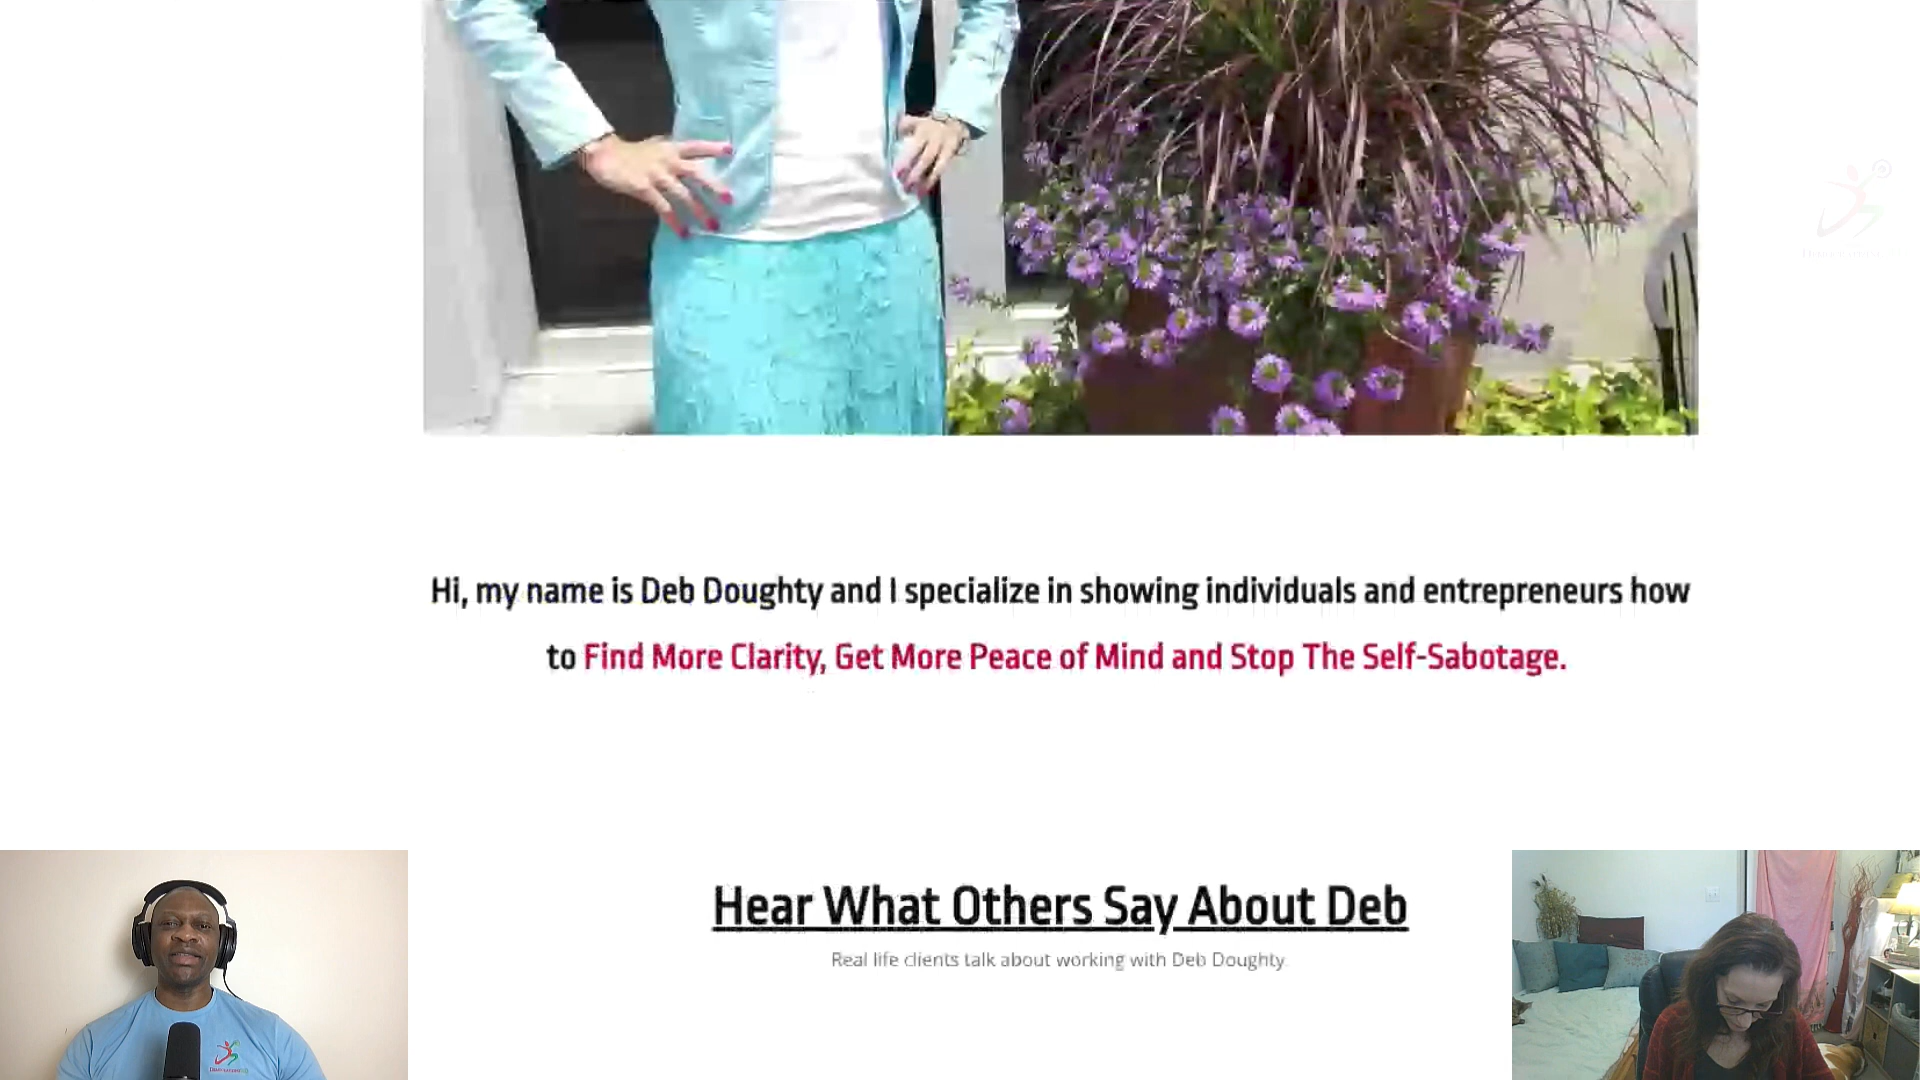 Hi, my name is Deb Doughty and I specialize in showing individuals and entrepreneurs how
to Find More Clarity, Get More Peace of Mind and Stop The Self-Sabotage.
Hear What Others Say About Deb
Real life clients talk about working with Deb Doughty